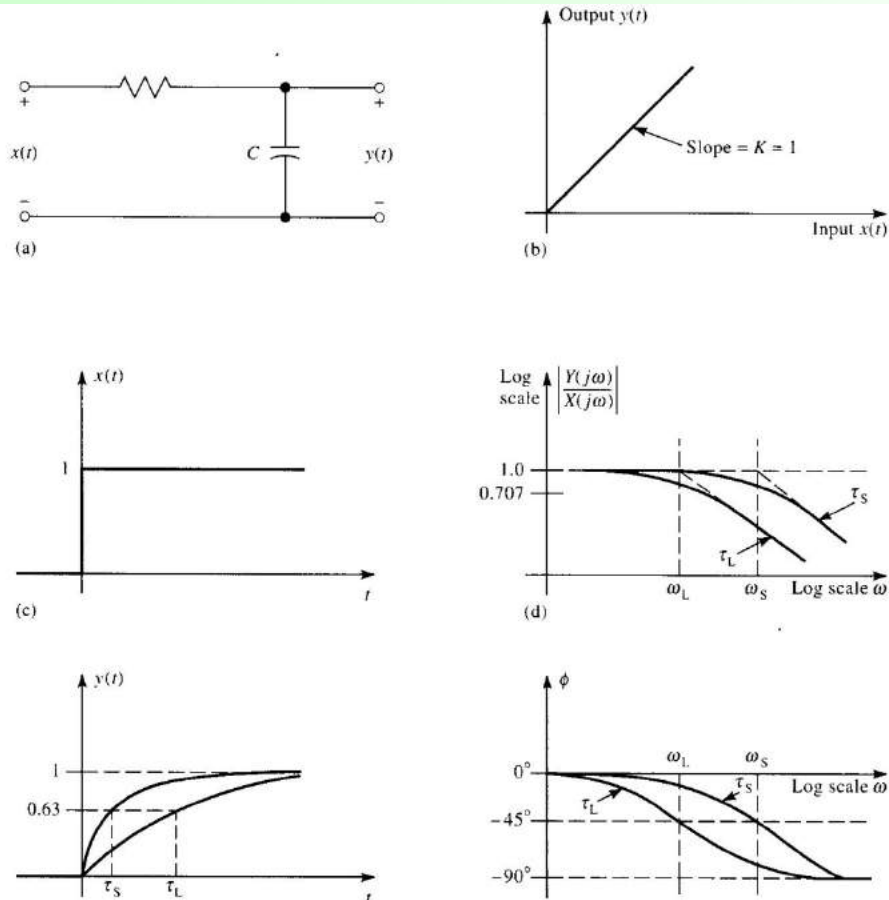 Output y(t)
+
+
x(t)
C
y(t)
Slope = K = 1
−
−
Input x(t)
(a)
(b)
x(t)
Log
scale
|Y(jω)/X(jω)|
1
1.0
0.707
τS
τL
t
ωL
ωS
Log scale ω
(c)
(d)
y(t)
ϕ
1
ωL
ωS
0°
Log scale ω
τS
τL
0.63
−45°
−90°
τS
τL
t